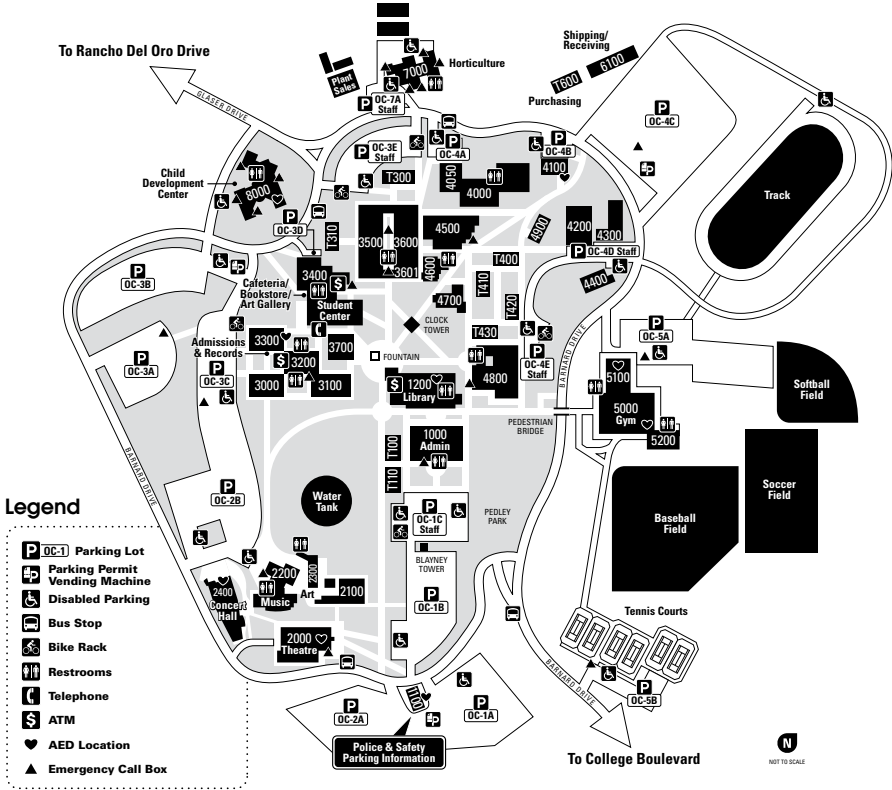 To Rancho Del Oro Drive
GLASER DRIVE
Plant
Sales
7000
Horticulture
OC-7A
Staff
Shipping/
Receiving
T600
6100
Purchasing
P
OC-4C
Track
P
OC-3E
Staff
P
OC-4A
P
OC-4B
T300
4050
4000
4100
Child
Development
Center
8000
P
OC-3D
T310
3500
3600
3601
4500
4900
4200
4300
P
OC-4D Staff
4400
4600
T400
T410
T420
T430
4700
P
OC-3B
3400
Cafeteria/
Bookstore/
Art Gallery
Student
Center
CLOCK
TOWER
FOUNTAIN
Admissions
& Records
3300
3200
3700
3000
3100
P
OC-3A
P
OC-3C
1200
Library
4800
P
OC-4E
Staff
BARNARD DRIVE
P
OC-5A
5100
5000
Gym
5200
Softball
Field
PEDESTRIAN
BRIDGE
1000
Admin
T100
T110
BARNARD DRIVE
P
OC-2B
Water
Tank
P
OC-1C
Staff
PEDLEY
PARK
Baseball
Field
Soccer
Field
BLAYNEY
TOWER
P
OC-1B
2400
Concert
Hall
2200
Music
2300
Art
2100
2000
Theatre
Tennis Courts
BARNARD DRIVE
P
OC-5B
1100
P
OC-2A
P
OC-1A
Police & Safety
Parking Information
To College Boulevard
N
NOT TO SCALE
Legend
P OC-1 Parking Lot
Parking Permit
Vending Machine
Disabled Parking
Bus Stop
Bike Rack
Restrooms
Telephone
$ ATM
AED Location
Emergency Call Box